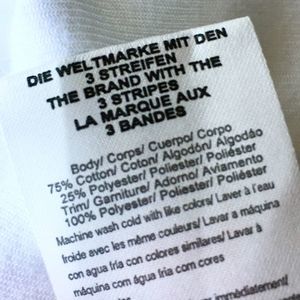 DIE WELTMARKE MIT DEN
3 STREIFEN
THE BRAND WITH THE
3 STRIPES
LA MARQUE AUX
3 BANDES
Body/ Corps/ Cuerpo/ Corpo
75% Cotton/ Coton/ Algodón/ Algodão
25% Polyester/ Polyester/ Poliéster
Trim/ Garniture/ Adorno/ Aviamento
100% Polyester/ Poliester/ Poliéster
Machine wash cold with like colors/ Laver à l'eau
froide avec les même couleurs/ Lavar a máquina
con agua fría con colores similares/ Lavar à
máquina com água fria com cores
immédiatement/